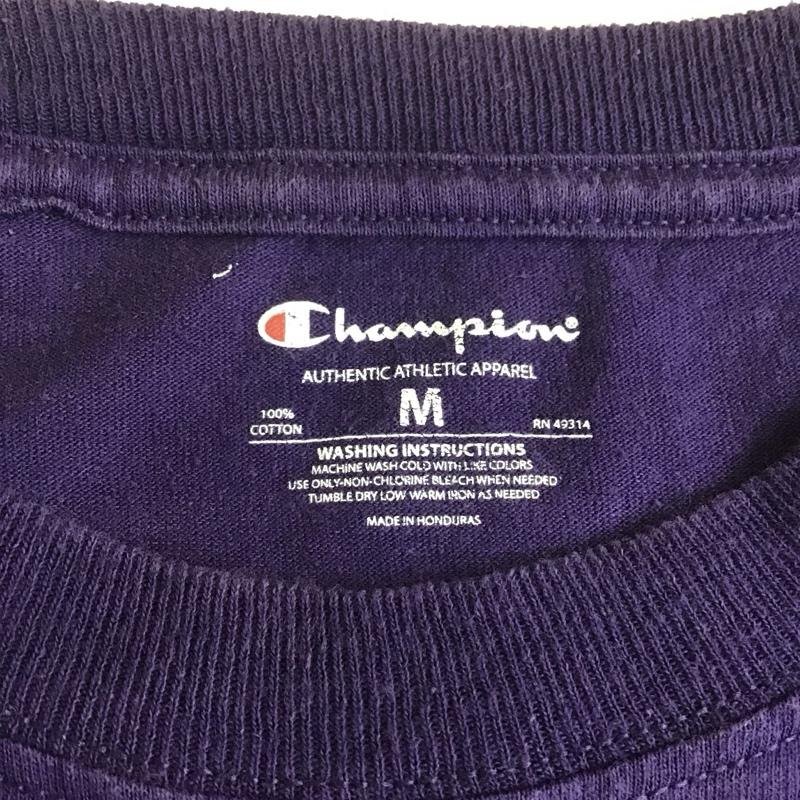 Champion®
AUTHENTIC ATHLETIC APPAREL
M
100%
COTTON
RN 49314
WASHING INSTRUCTIONS
MACHINE WASH COLD WITH LIKE COLORS
USE ONLY-NON-CHLORINE BLEACH WHEN NEEDED
TUMBLE DRY LOW WARM IRON AS NEEDED
MADE IN HONDURAS